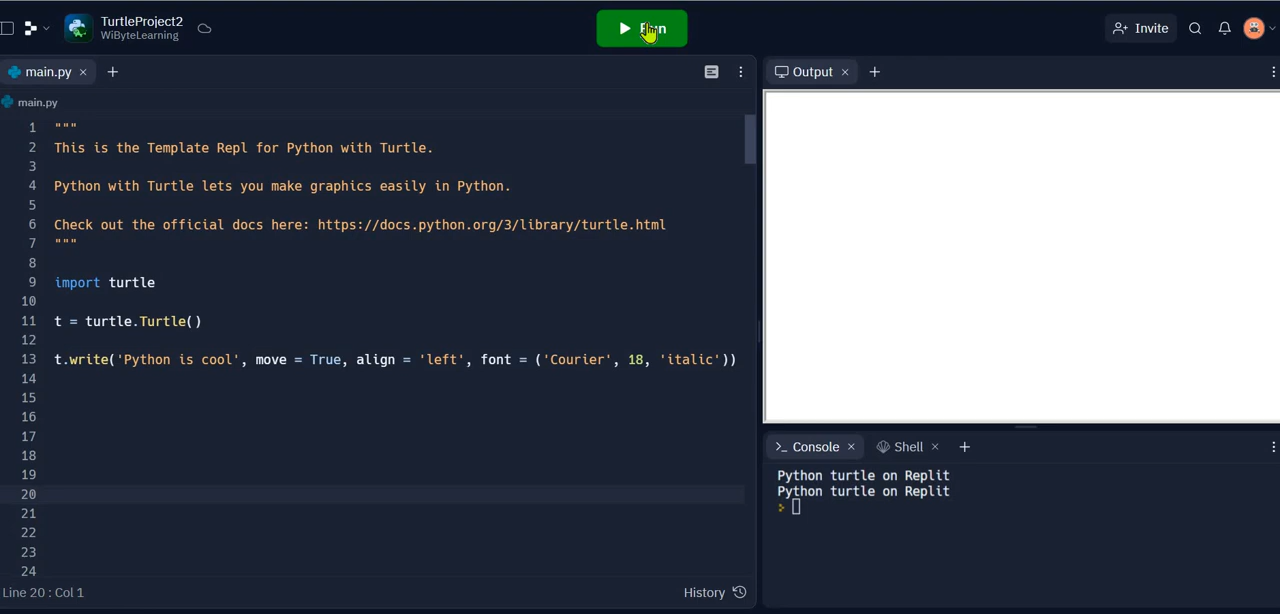 TurtleProject2
WiByteLearning
Run
Invite
main.py
main.py
1 """
2 This is the Template Repl for Python with Turtle.
3
4 Python with Turtle lets you make graphics easily in Python.
5
6 Check out the official docs here: https://docs.python.org/3/library/turtle.html
7 """
8
9 import turtle
10
11 t = turtle.Turtle()
12
13 t.write('Python is cool', move = True, align = 'left', font = ('Courier', 18, 'italic'))
14
15
16
17
18
19
20
21
22
23
24
Line 20 : Col 1
History
Output
>_ Console
Shell
Python turtle on Replit
Python turtle on Replit